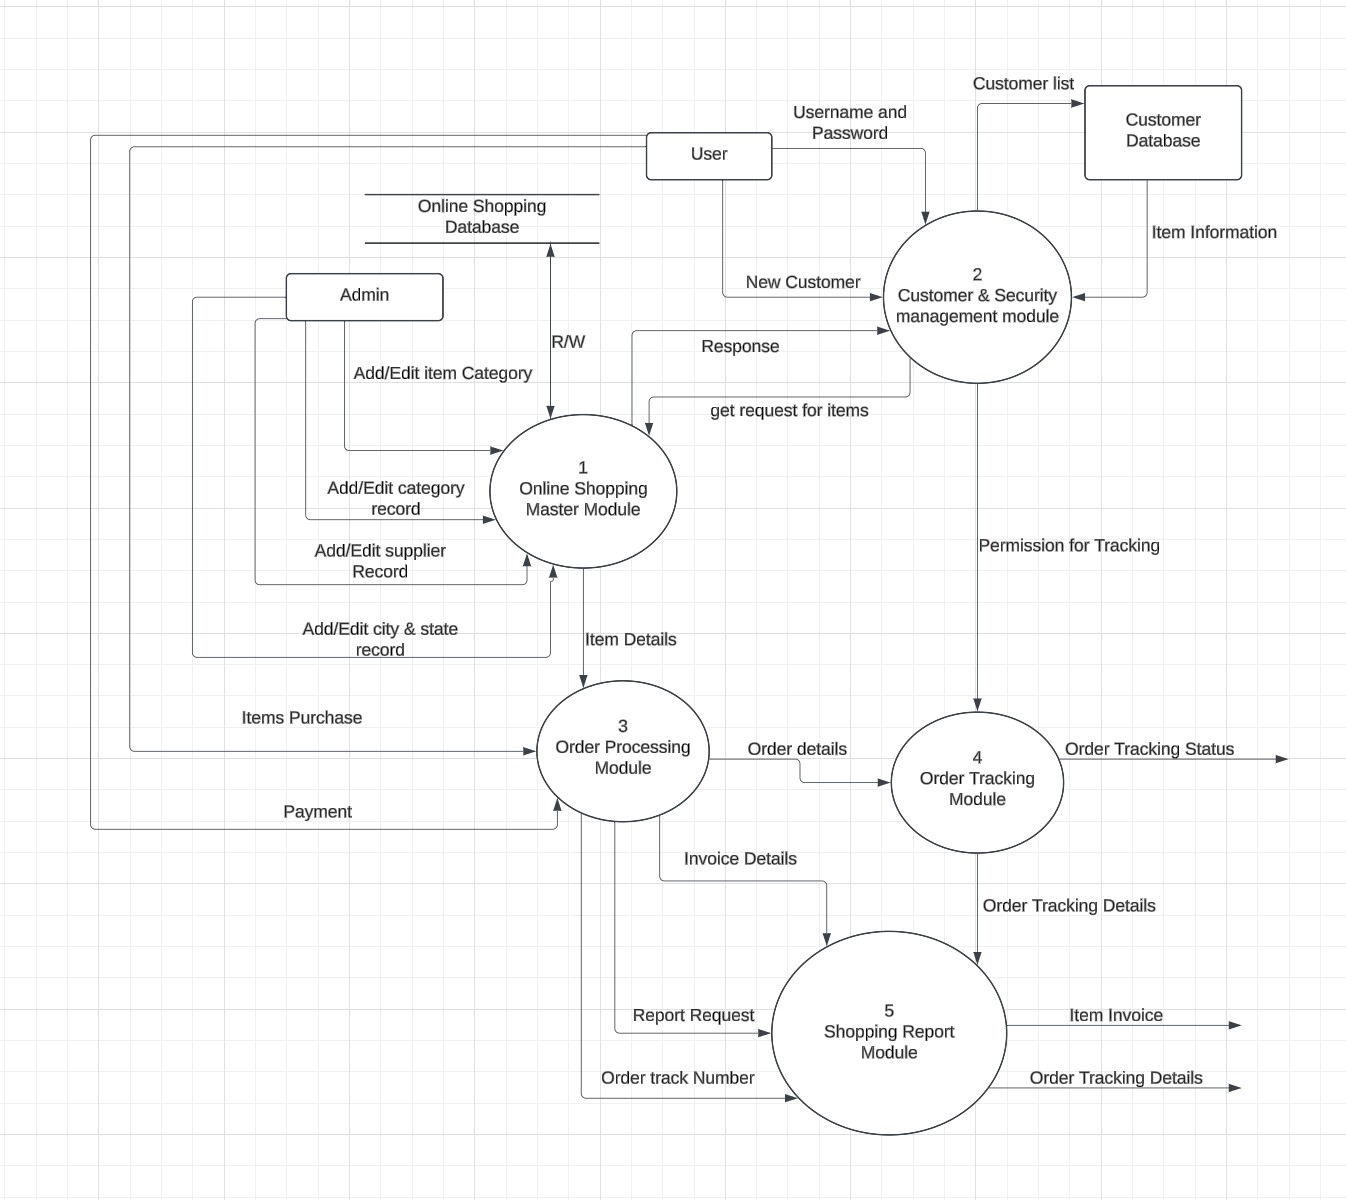 Customer list
Customer
Database
Username and
Password
User
Online Shopping
Database
Item Information
Admin
New Customer
2
Customer & Security
management module
R/W
Response
Add/Edit item Category
get request for items
1
Online Shopping
Master Module
Add/Edit category
record
Add/Edit supplier
Record
Permission for Tracking
Add/Edit city & state
record
Item Details
Items Purchase
3
Order Processing
Module
Order details
4
Order Tracking
Module
Order Tracking Status
Payment
Invoice Details
Order Tracking Details
5
Shopping Report
Module
Report Request
Item Invoice
Order track Number
Order Tracking Details